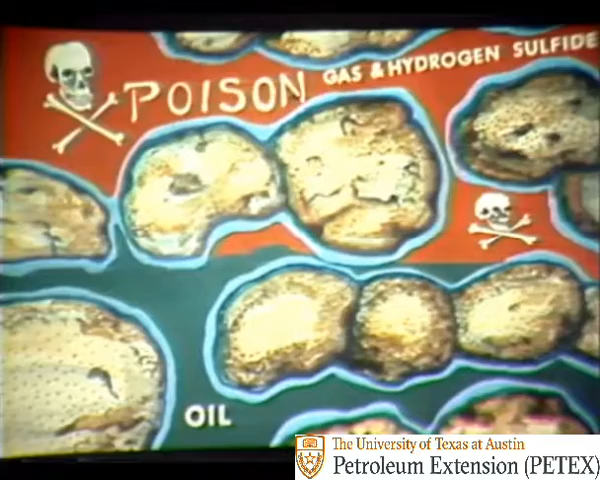 POISON GAS & HYDROGEN SULFIDE
OIL
The University of Texas at Austin
Petroleum Extension (PETEX)